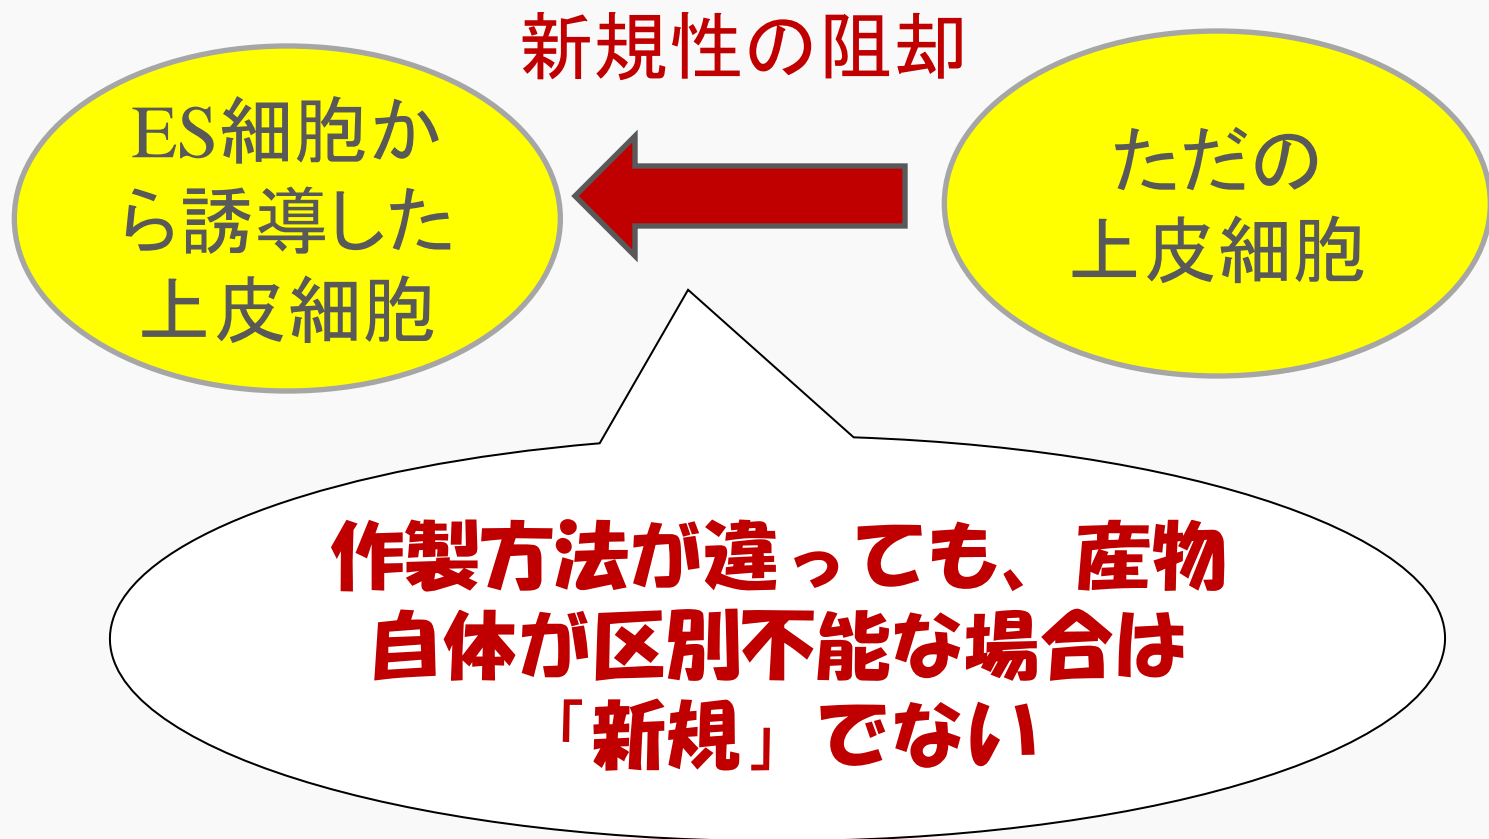 新規性の阻却
ES細胞か
ら誘導した
上皮細胞
ただの
上皮細胞
作製方法が違っても、産物
自体が区別不能な場合は
「新規」でない